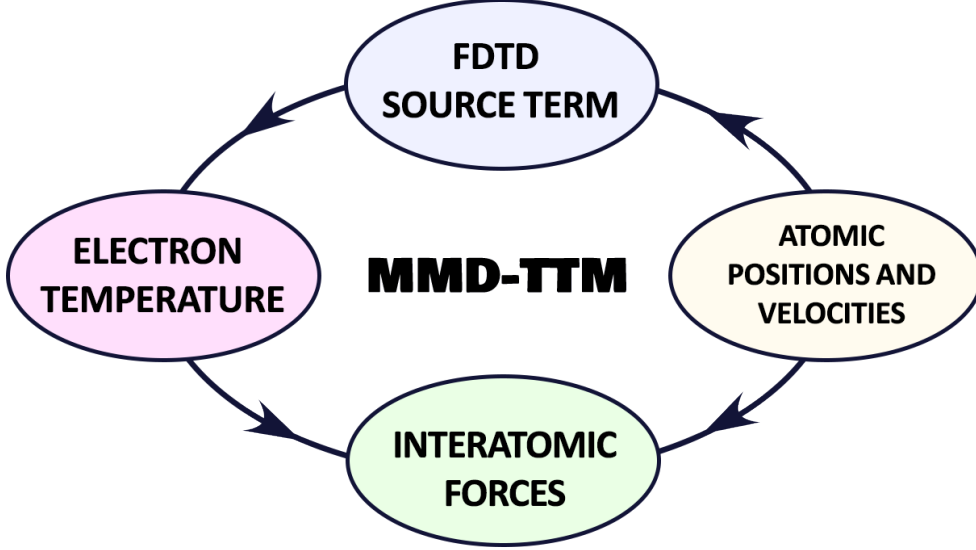 FDTD
SOURCE TERM
ELECTRON
TEMPERATURE
MMD-TTM
ATOMIC
POSITIONS AND
VELOCITIES
INTERATOMIC
FORCES